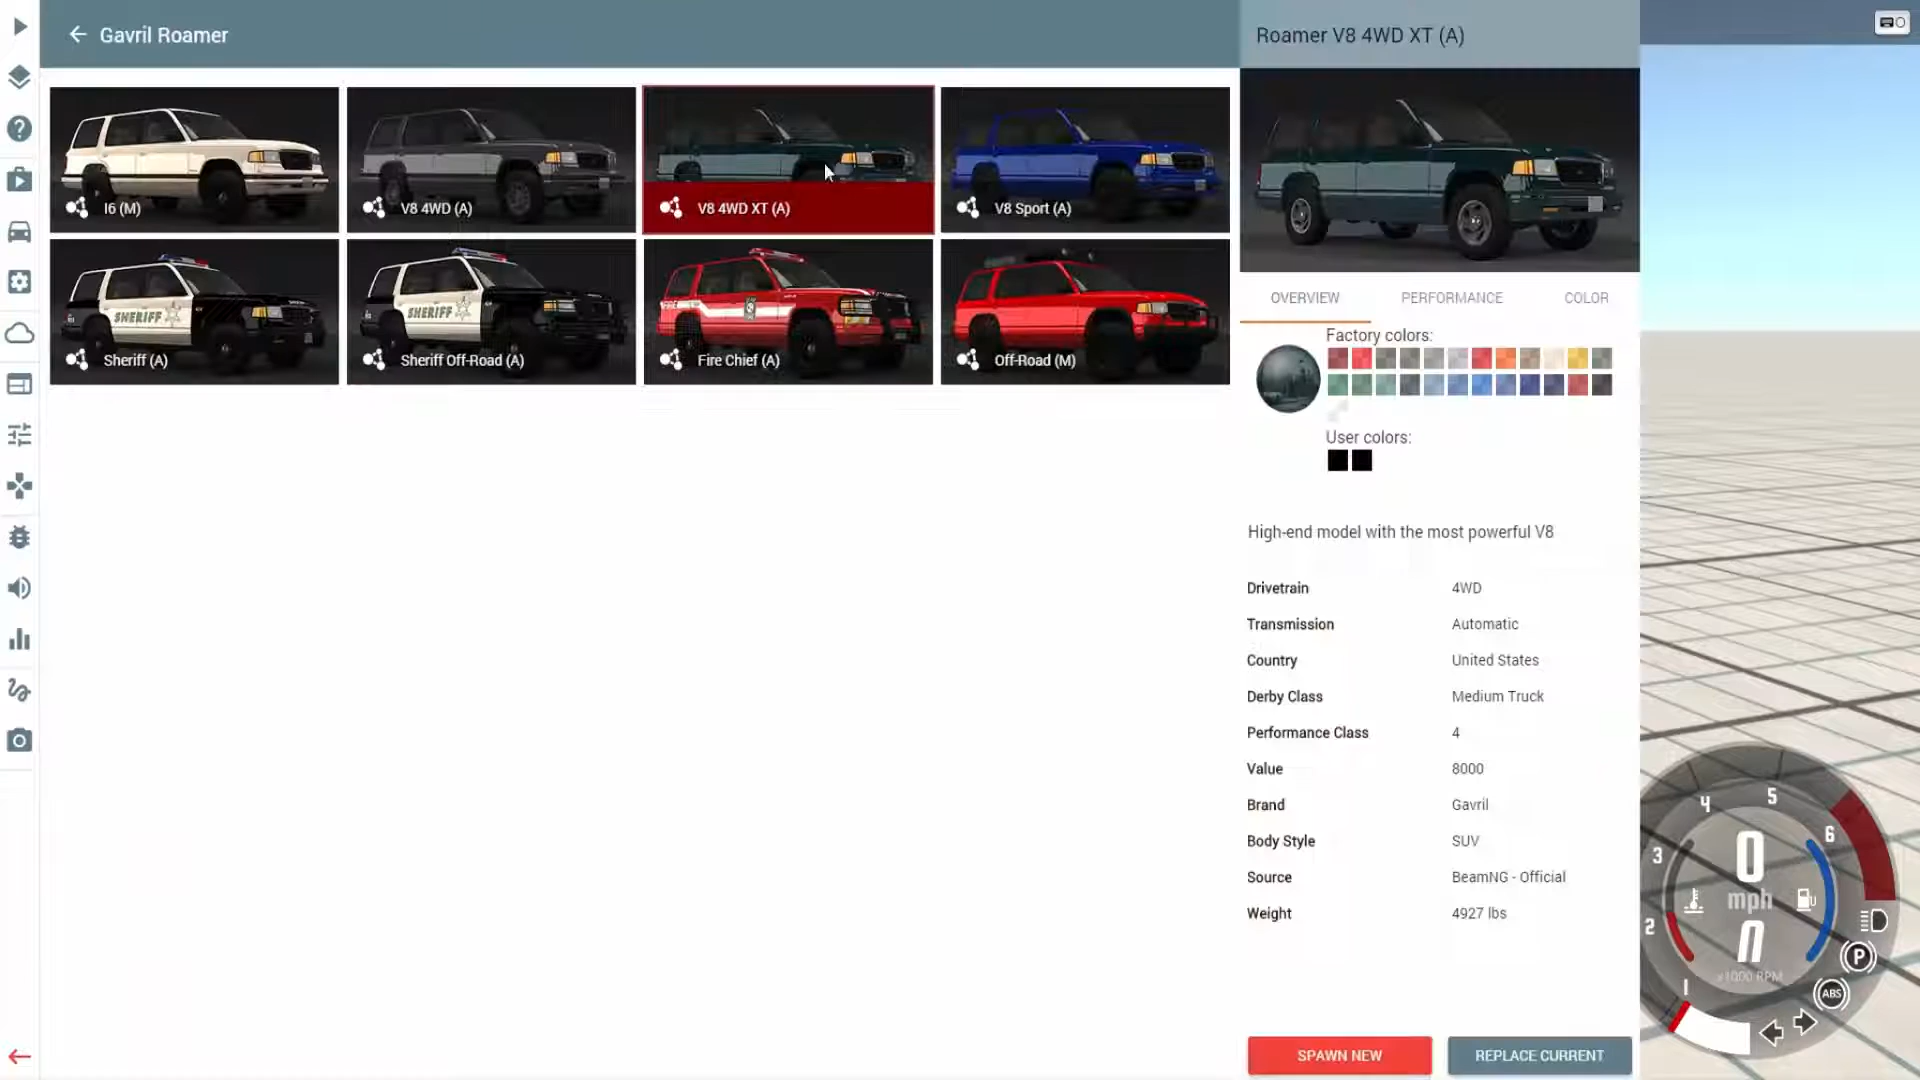 Gavril Roamer
Roamer V8 4WD XT (A)
I6 (M)
V8 4WD (A)
V8 4WD XT (A)
V8 Sport (A)
SHERIFF
Sheriff (A)
SHERIFF
Sheriff Off-Road (A)
FIRE
Fire Chief (A)
Off-Road (M)
OVERVIEW PERFORMANCE COLOR
Factory colors:
User colors:
High-end model with the most powerful V8
Drivetrain 4WD
Transmission Automatic
Country United States
Derby Class Medium Truck
Performance Class 4
Value 8000
Brand Gavril
Body Style SUV
Source BeamNG - Official
Weight 4927 lbs
SPAWN NEW REPLACE CURRENT
1
2
3
4
5
6
0
mph
n
x1000 RPM
P
ABS